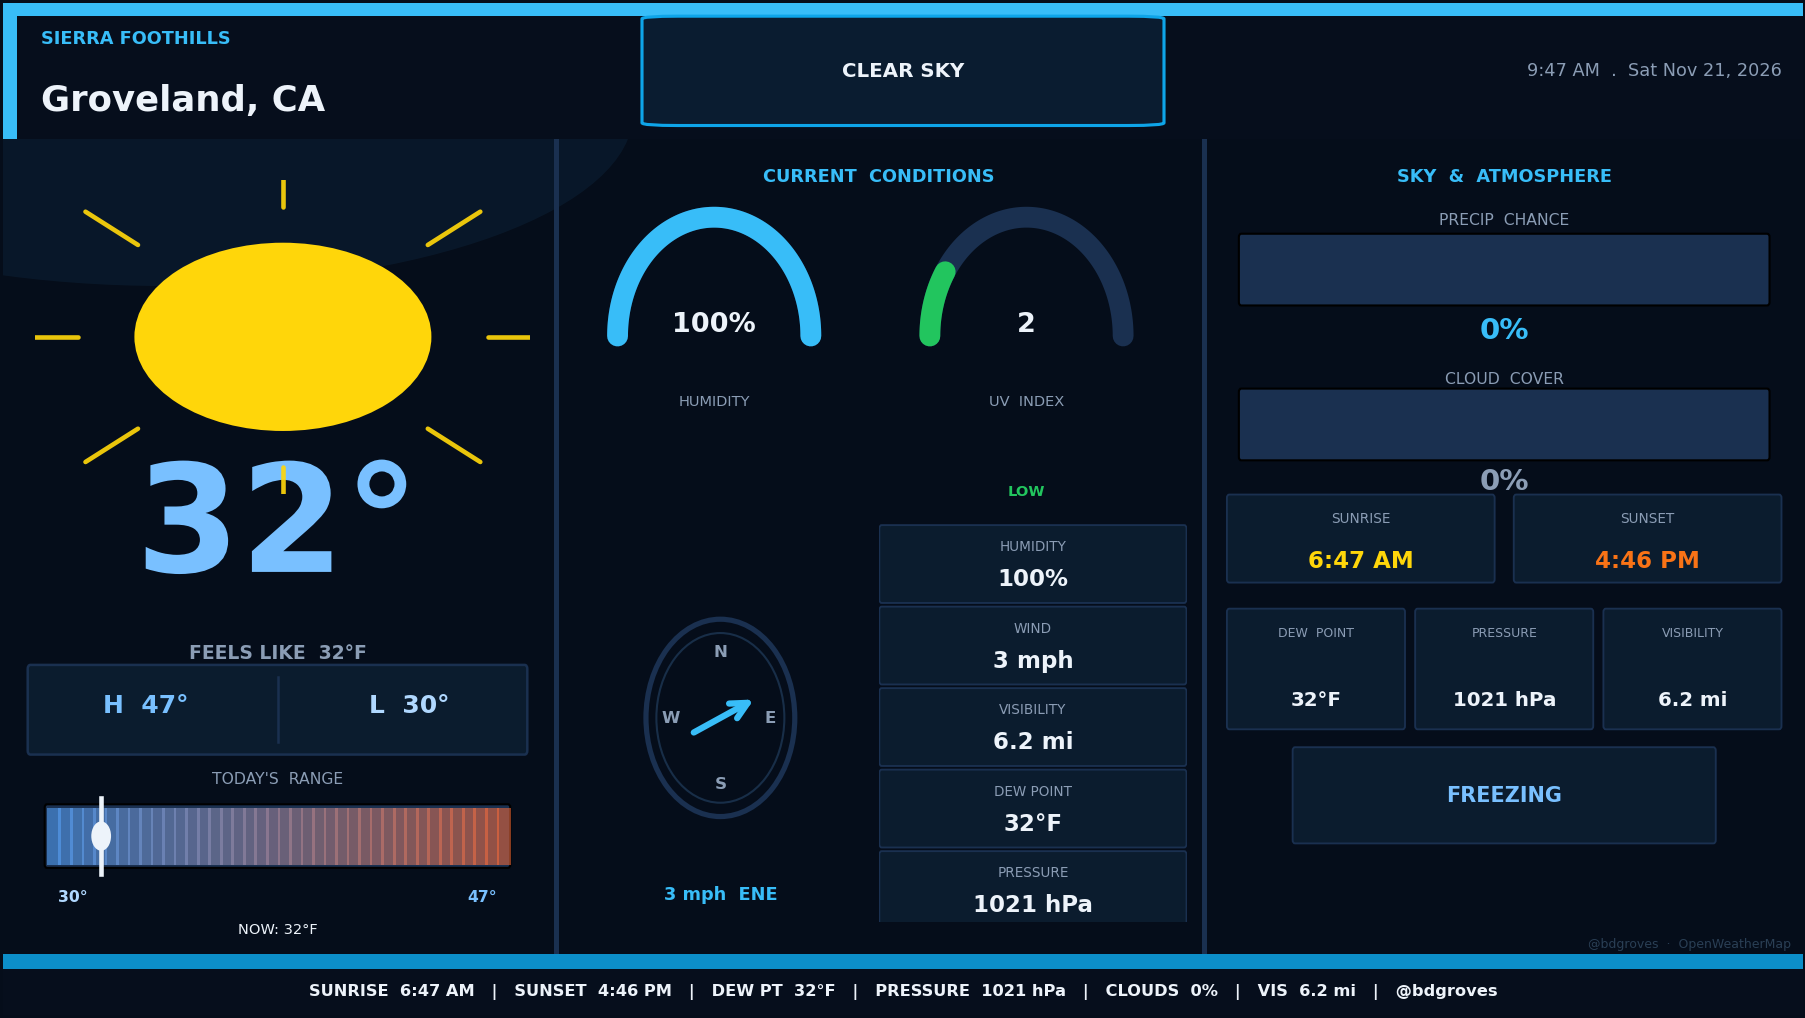 SIERRA FOOTHILLS
Groveland, CA
CLEAR SKY
9:47 AM . Sat Nov 21, 2026
32°
FEELS LIKE 32°F
H 47°
L 30°
TODAY'S RANGE
30°
47°
NOW: 32°F
CURRENT CONDITIONS
100%
HUMIDITY
2
UV INDEX
LOW
N
W
E
S
3 mph ENE
HUMIDITY
100%
WIND
3 mph
VISIBILITY
6.2 mi
DEW POINT
32°F
PRESSURE
1021 hPa
SKY & ATMOSPHERE
PRECIP CHANCE
0%
CLOUD COVER
0%
SUNRISE
6:47 AM
SUNSET
4:46 PM
DEW POINT
32°F
PRESSURE
1021 hPa
VISIBILITY
6.2 mi
FREEZING
@bdgroves · OpenWeatherMap
SUNRISE 6:47 AM | SUNSET 4:46 PM | DEW PT 32°F | PRESSURE 1021 hPa | CLOUDS 0% | VIS 6.2 mi | @bdgroves